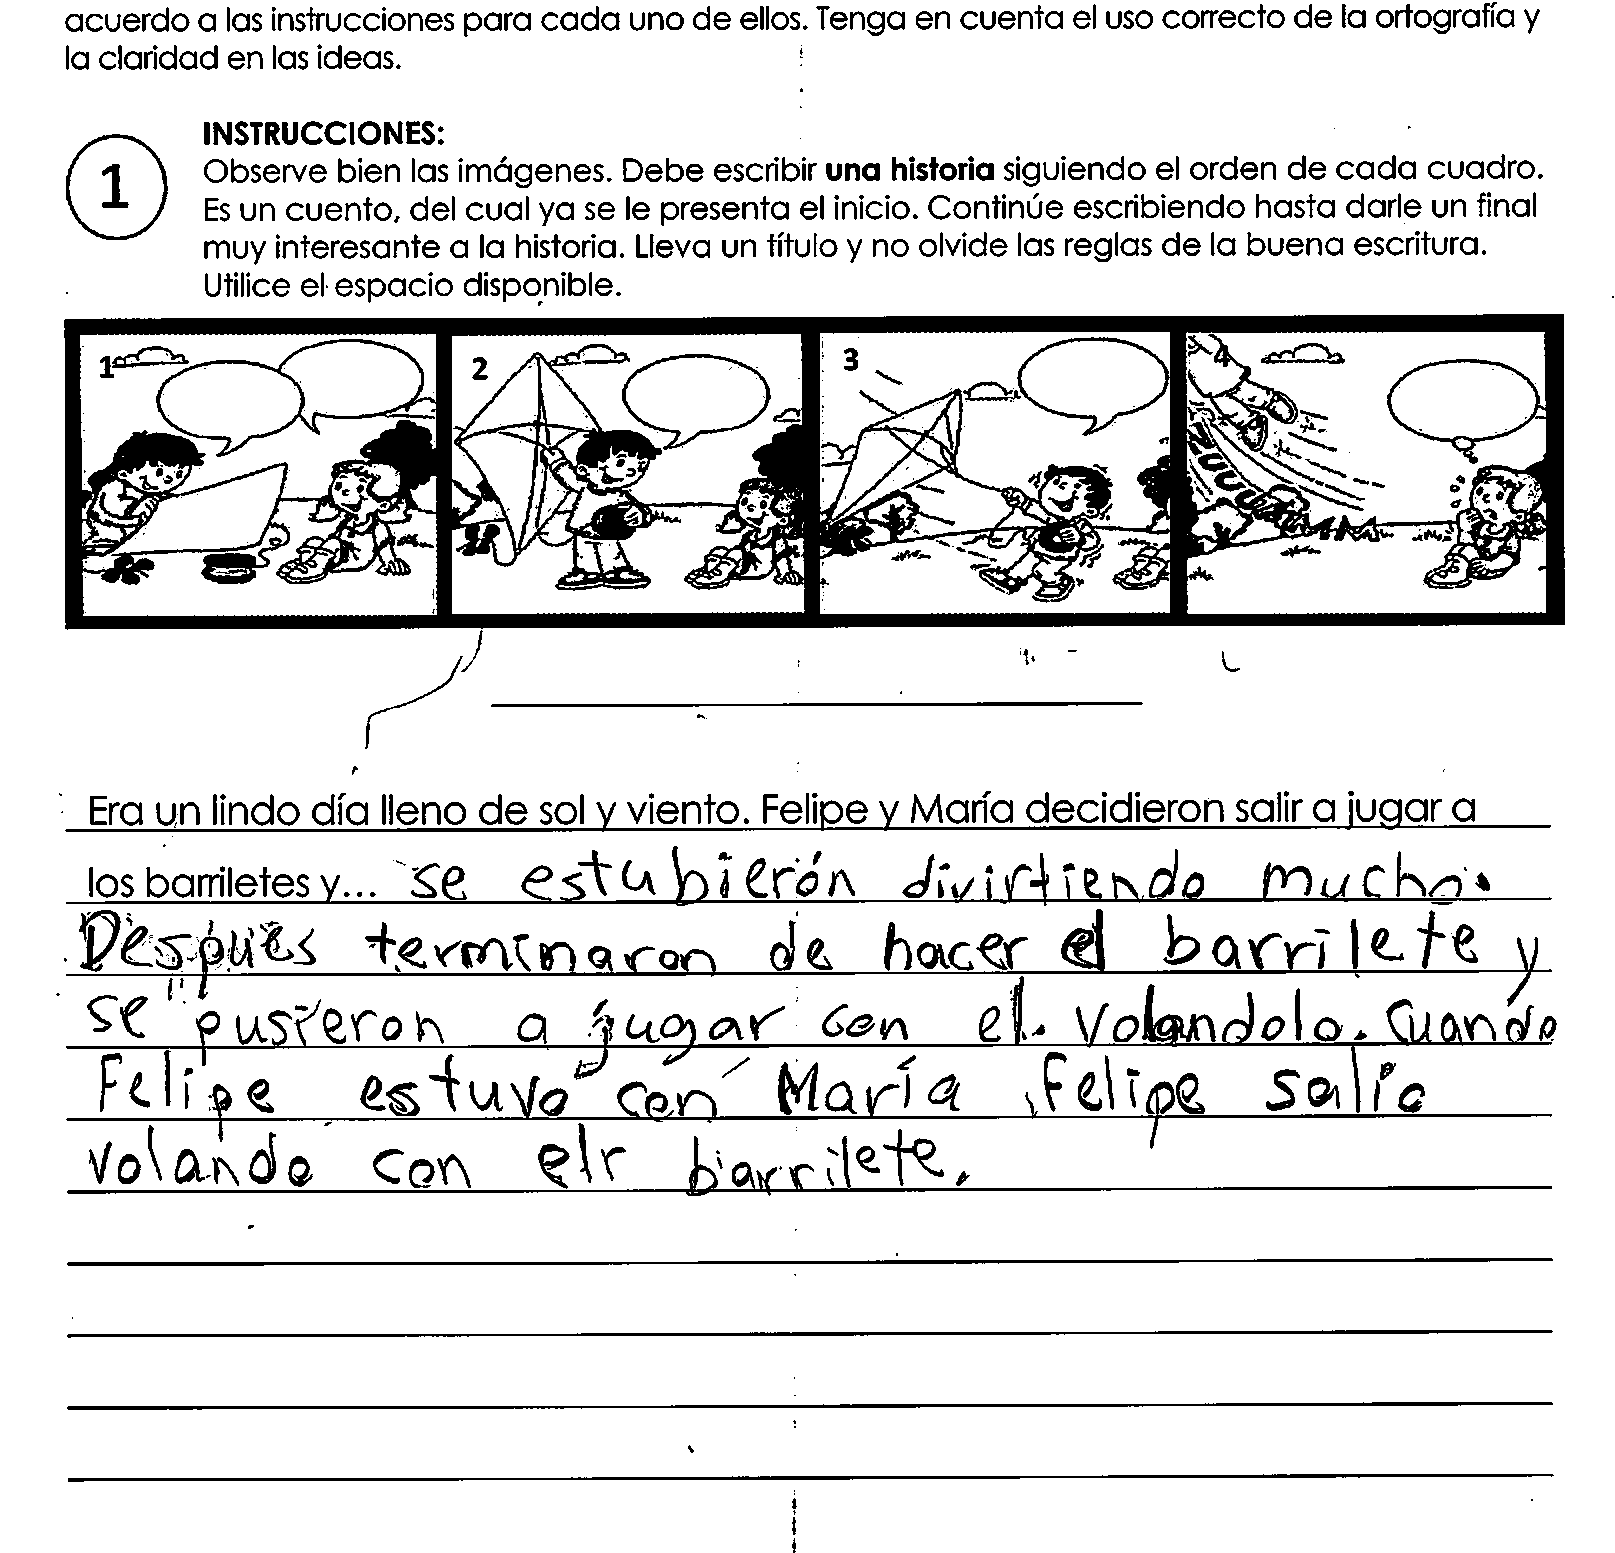 acuerdo a las instrucciones para cada uno de ellos. Tenga en cuenta el uso correcto de la ortografía y
la claridad en las ideas.
INSTRUCCIONES:
1
Observe bien las imágenes. Debe escribir una historia siguiendo el orden de cada cuadro.
Es un cuento, del cual ya se le presenta el inicio. Continúe escribiendo hasta darle un final
muy interesante a la historia. Lleva un título y no olvide las reglas de la buena escritura.
Utilice el espacio disponible.
1 2 3 4
Era un lindo día lleno de sol y viento. Felipe y María decidieron salir a jugar a
los barriletes y... se estubierón divirtiendo mucho.
Después terminaron de hacer el barrilete y
se pusieron a jugar con el. Volandolo. Cuando
Felipe estuvo con María, Felipe salio
volando con elr barrilete.